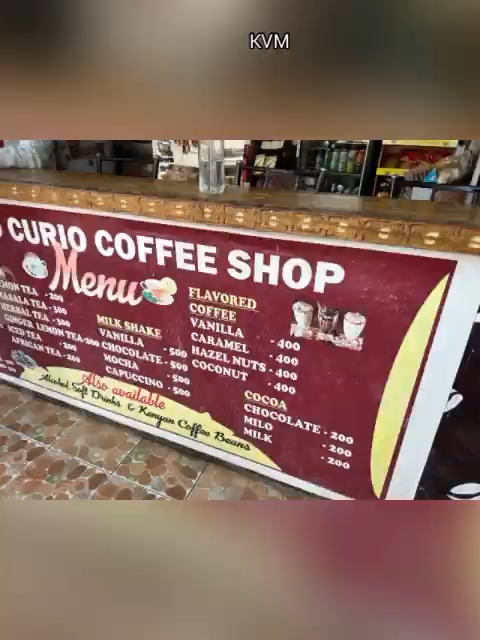 KVM
CURIO COFFEE SHOP
Menu
LEMON TEA -200
MASALA TEA -300
HERBAL TEA -300
GINGER LEMON TEA -200
ICED TEA 200
AFRICAN TEA -200
MILK SHAKE
VANILLA - 500
CHOCOLATE - 500
MOCHA - 500
CAPUCCINO - 500
FLAVORED
COFFEE
VANILLA - 400
CARAMEL - 400
HAZEL NUTS - 400
COCONUT - 400
COCOA
CHOCOLATE - 200
MILO - 200
MILK - 200
Also available
Alcohol Soft Drinks & Kenyan Coffee Beans